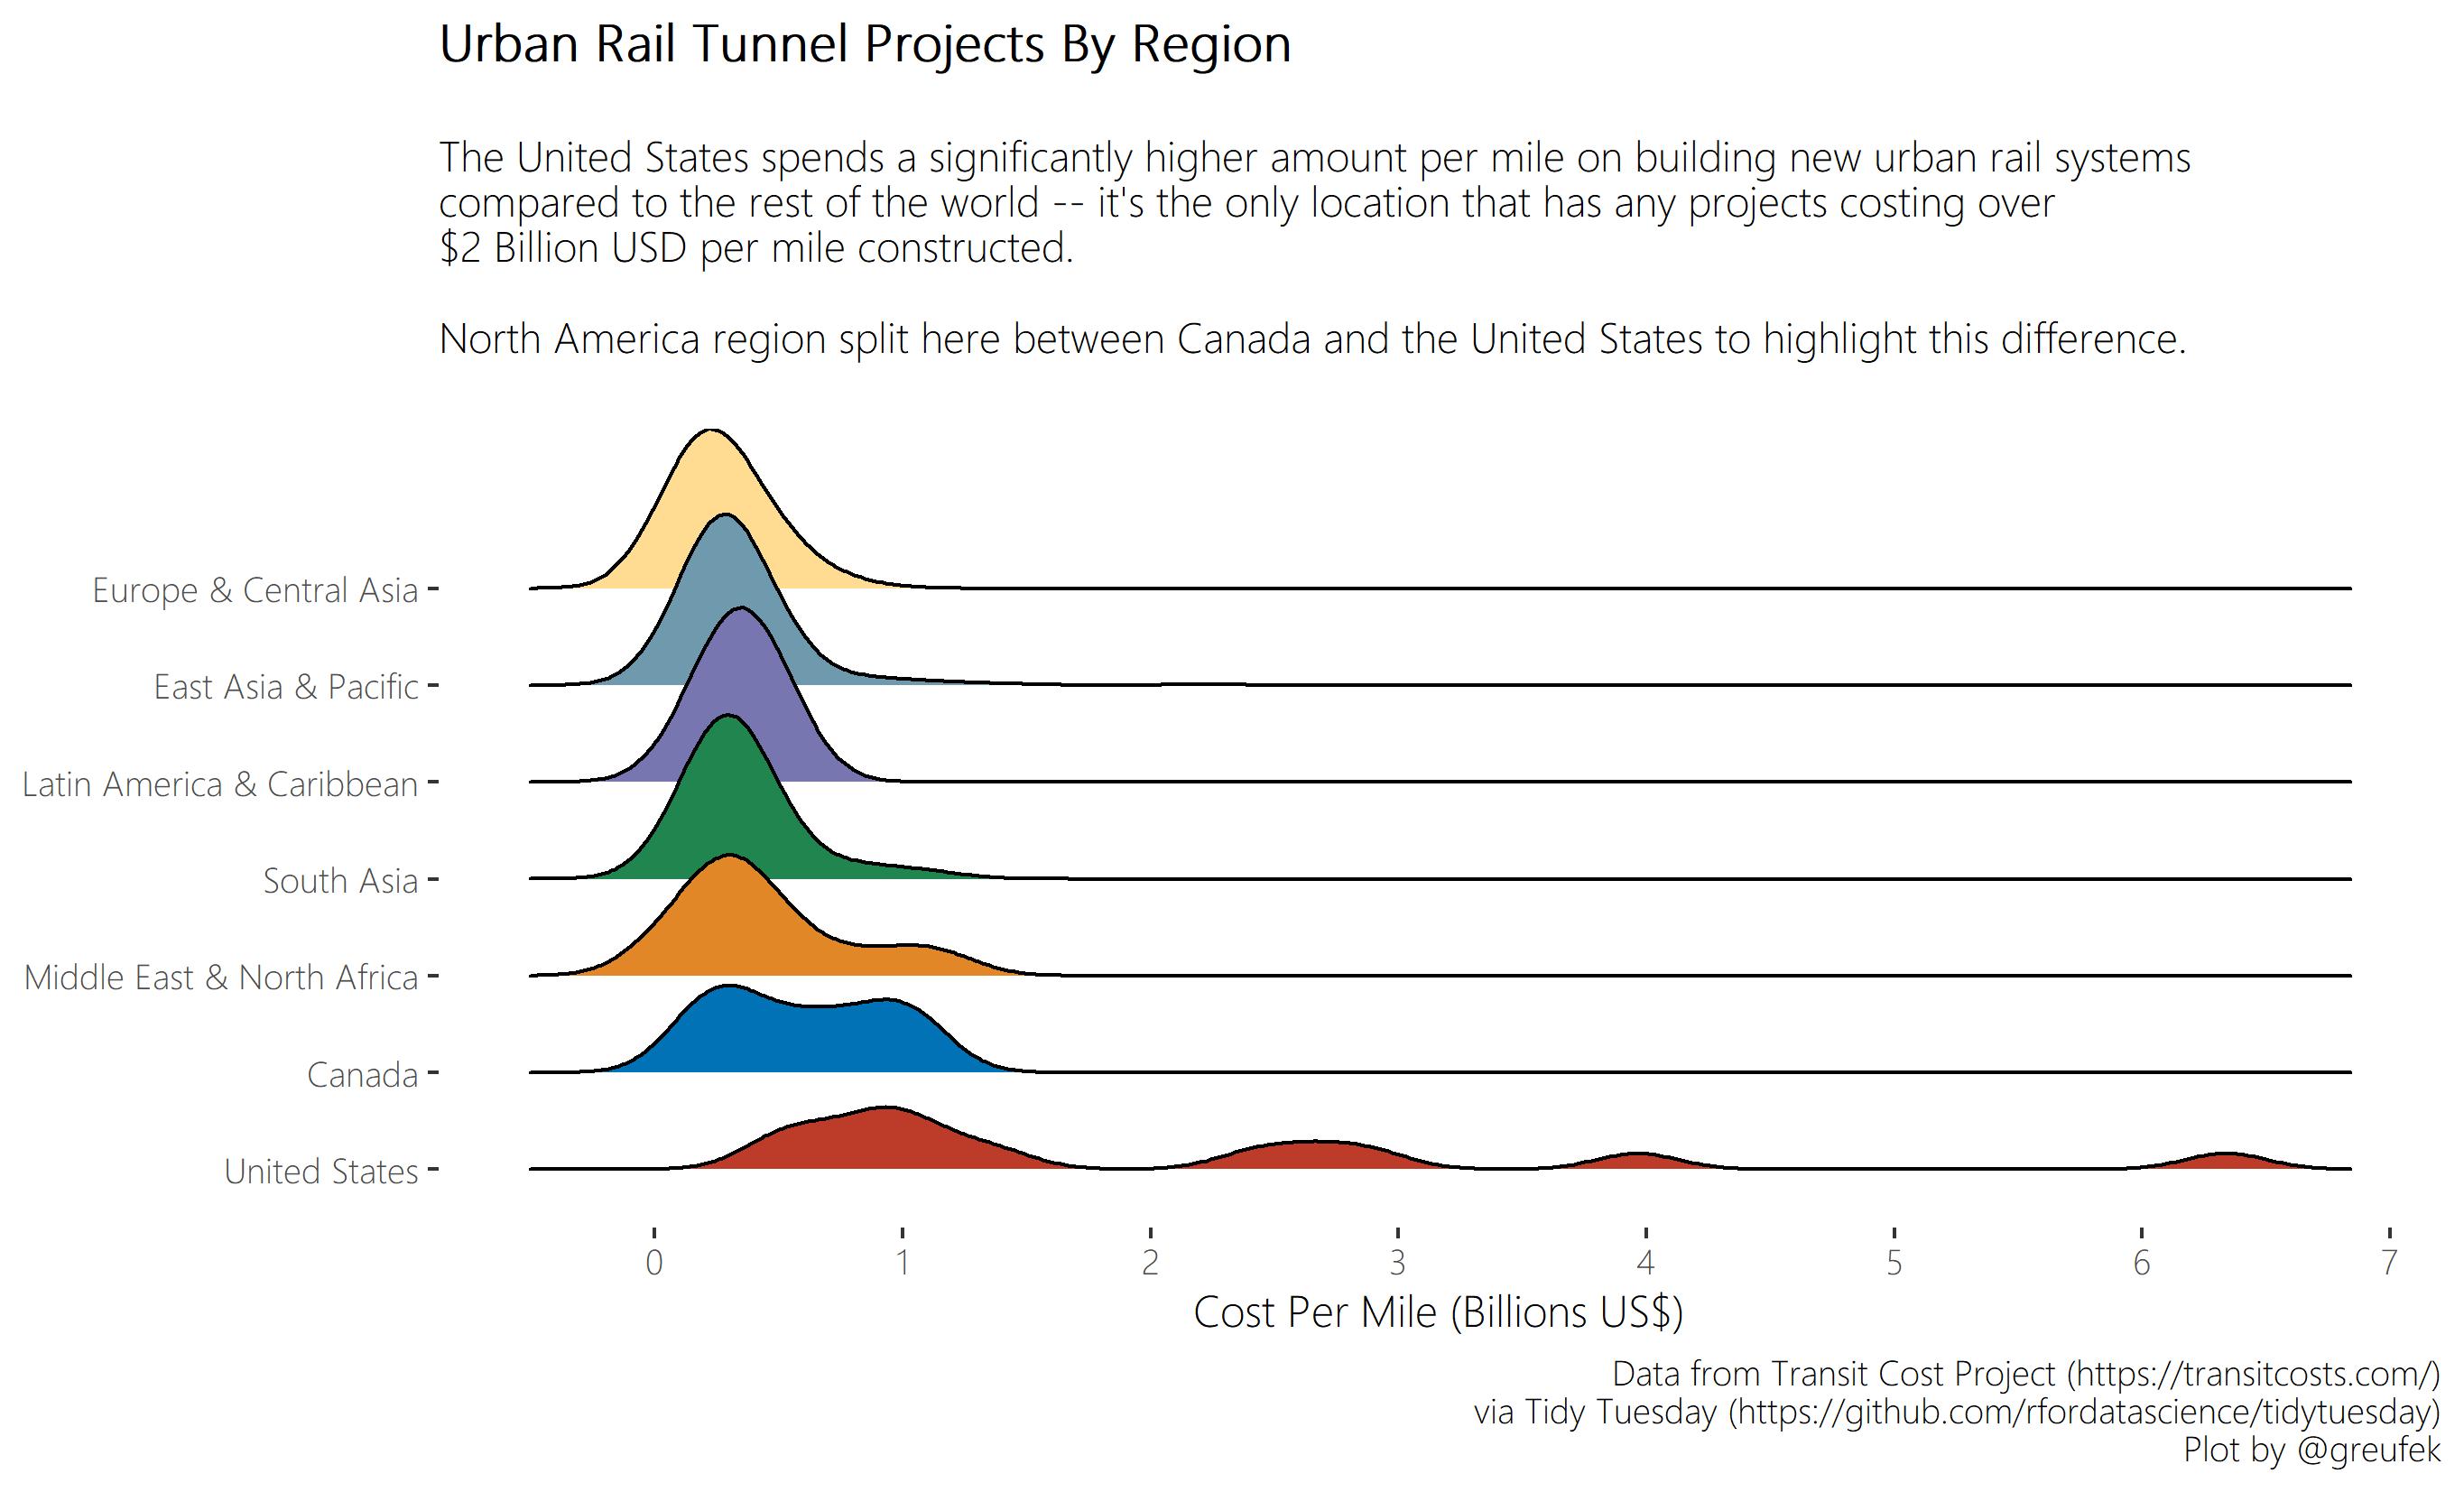 Urban Rail Tunnel Projects By Region
The United States spends a significantly higher amount per mile on building new urban rail systems
compared to the rest of the world -- it's the only location that has any projects costing over
$2 Billion USD per mile constructed.
North America region split here between Canada and the United States to highlight this difference.
Europe & Central Asia
East Asia & Pacific
Latin America & Caribbean
South Asia
Middle East & North Africa
Canada
United States
0 1 2 3 4 5 6 7
Cost Per Mile (Billions US$)
Data from Transit Cost Project (https://transitcosts.com/)
via Tidy Tuesday (https://github.com/rfordatascience/tidytuesday)
Plot by @greufek